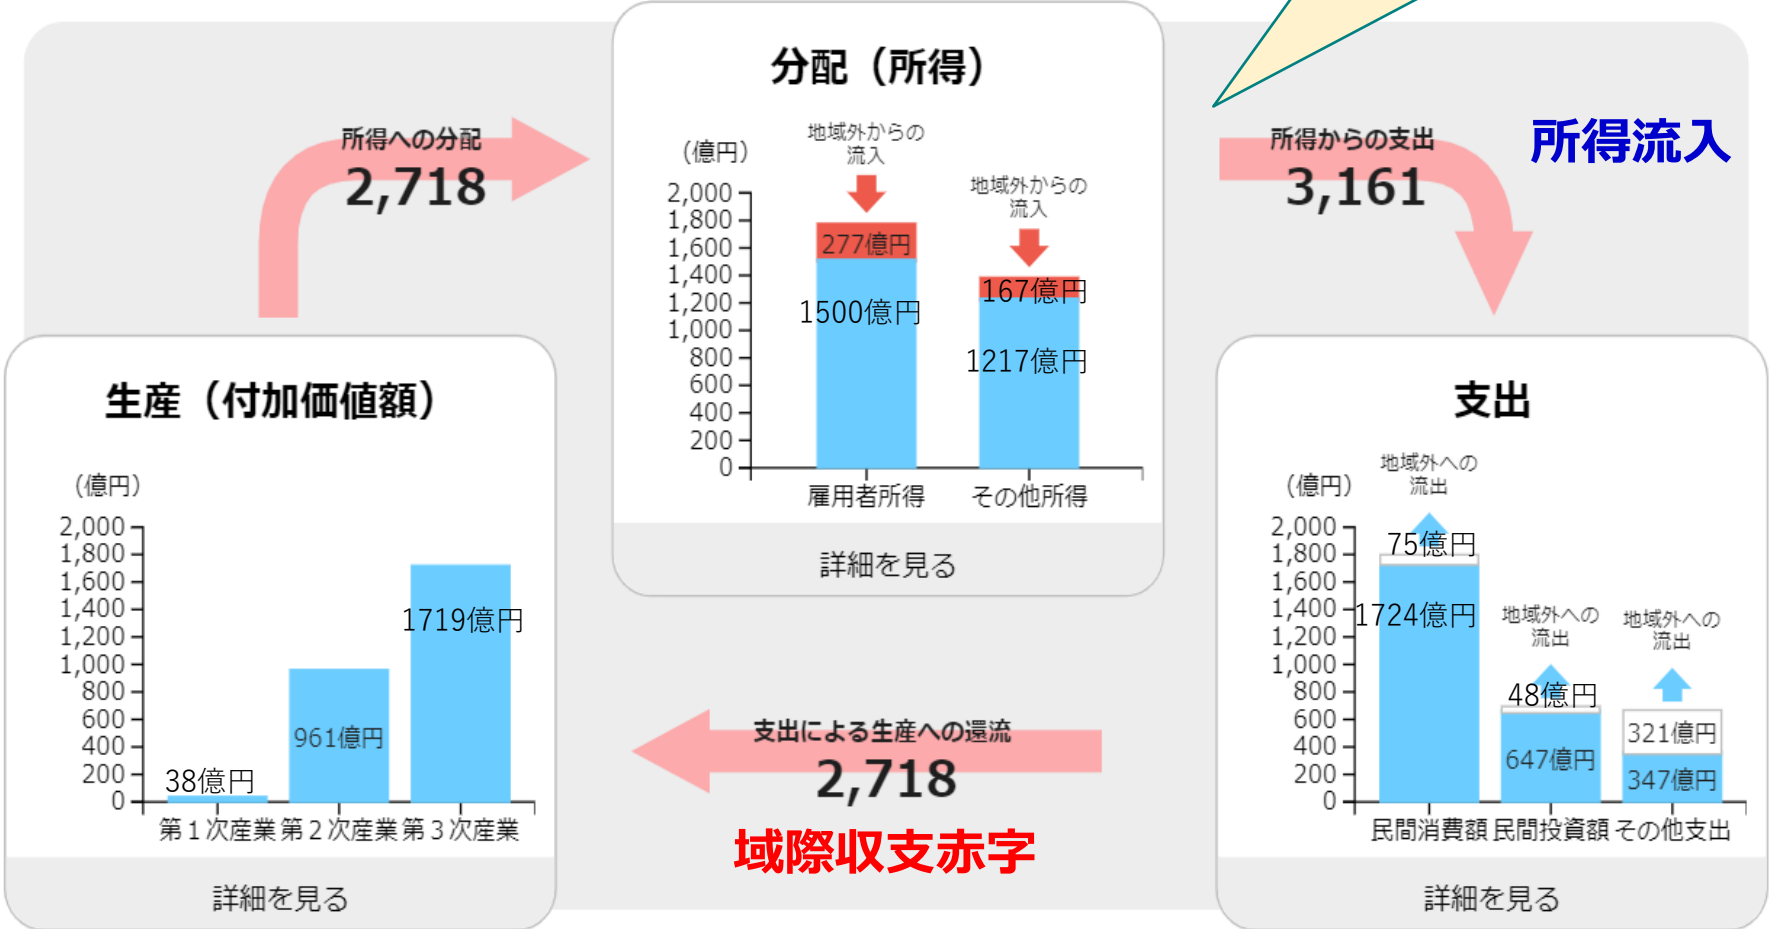 分配（所得）
地域外からの
流入
（億円）
地域外からの
流入
2,000
1,800
1,600
1,400
1,200
1,000
800
600
400
200
0
277億円
1500億円
167億円
1217億円
雇用者所得
その他所得
詳細を見る
所得への分配
2,718
所得からの支出
3,161
所得流入
生産（付加価値額）
（億円）
2,000
1,800
1,600
1,400
1,200
1,000
800
600
400
200
0
38億円
961億円
1719億円
第１次産業
第２次産業
第３次産業
詳細を見る
支出による生産への還流
2,718
域際収支赤字
支出
（億円）
地域外への
流出
2,000
1,800
1,600
1,400
1,200
1,000
800
600
400
200
0
75億円
1724億円
地域外への
流出
48億円
647億円
地域外への
流出
321億円
347億円
民間消費額
民間投資額
その他支出
詳細を見る